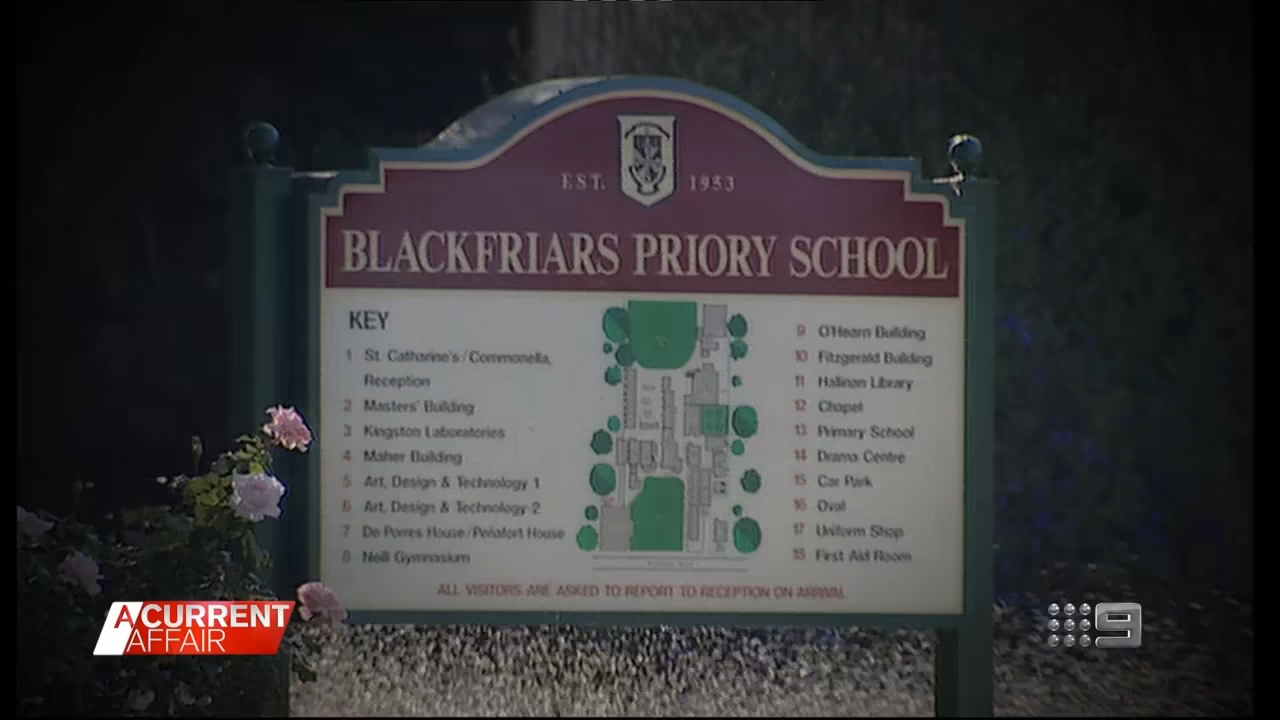 EST. 1953
BLACKFRIARS PRIORY SCHOOL
KEY
1 St. Catharine's / Commonella,
Reception
2 Masters' Building
3 Kingston Laboratories
4 Maher Building
5 Art, Design & Technology 1
6 Art, Design & Technology 2
7 De Porres House / Peñafort House
8 Neill Gymnasium
9 O'Hearn Building
10 Fitzgerald Building
11 Hallinan Library
12 Chapel
13 Primary School
14 Drama Centre
15 Car Park
16 Oval
17 Uniform Shop
18 First Aid Room
ALL VISITORS ARE ASKED TO REPORT TO RECEPTION ON ARRIVAL
A CURRENT
AFFAIR
9